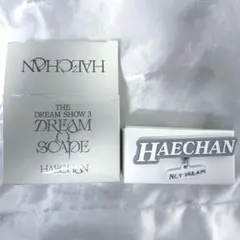 HAECHAN
THE
DREAM SHOW 3
DREAM
SCAPE
HAECHAN
HAECHAN
NCT DREAM